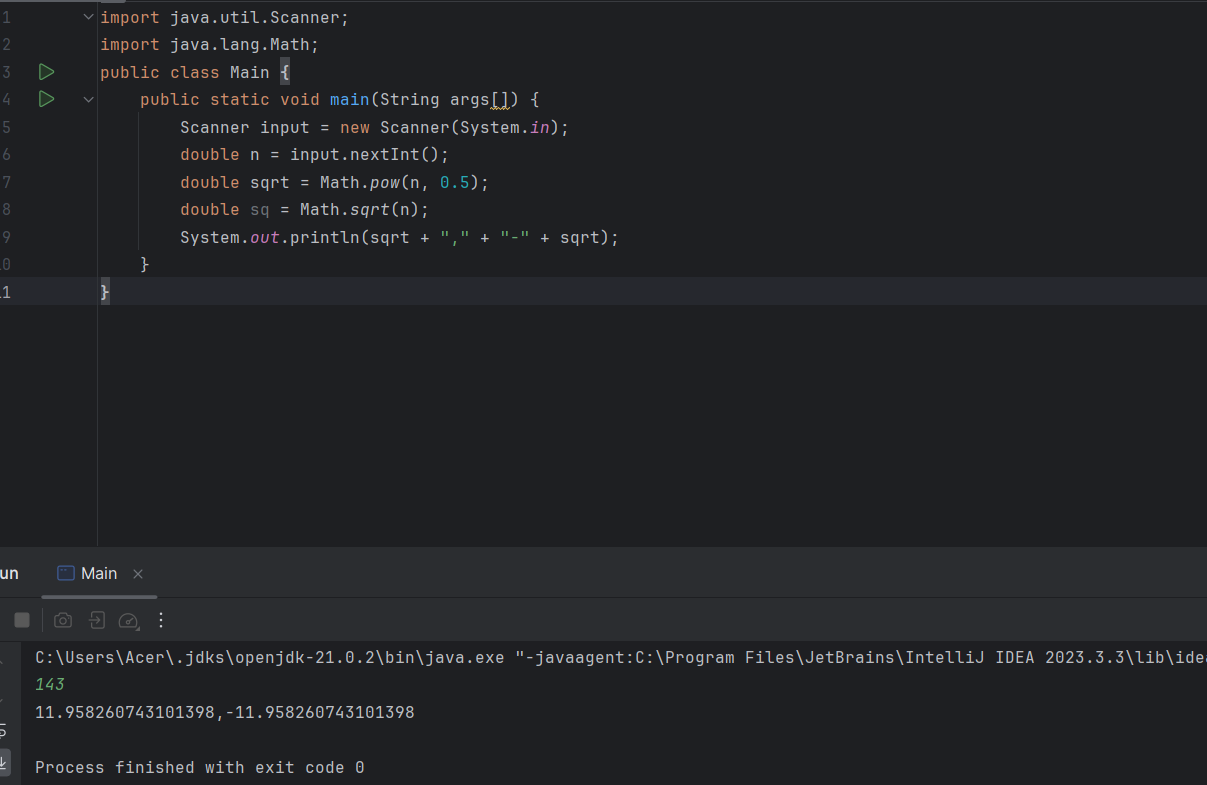 1 import java.util.Scanner;
2 import java.lang.Math;
3 public class Main {
4 public static void main(String args[]) {
5 Scanner input = new Scanner(System.in);
6 double n = input.nextInt();
7 double sqrt = Math.pow(n, 0.5);
8 double sq = Math.sqrt(n);
9 System.out.println(sqrt + "," + "-" + sqrt);
0 }
1 }
un Main
C:\Users\Acer\.jdks\openjdk-21.0.2\bin\java.exe "-javaagent:C:\Program Files\JetBrains\IntelliJ IDEA 2023.3.3\lib\idea
143
11.958260743101398,-11.958260743101398
Process finished with exit code 0